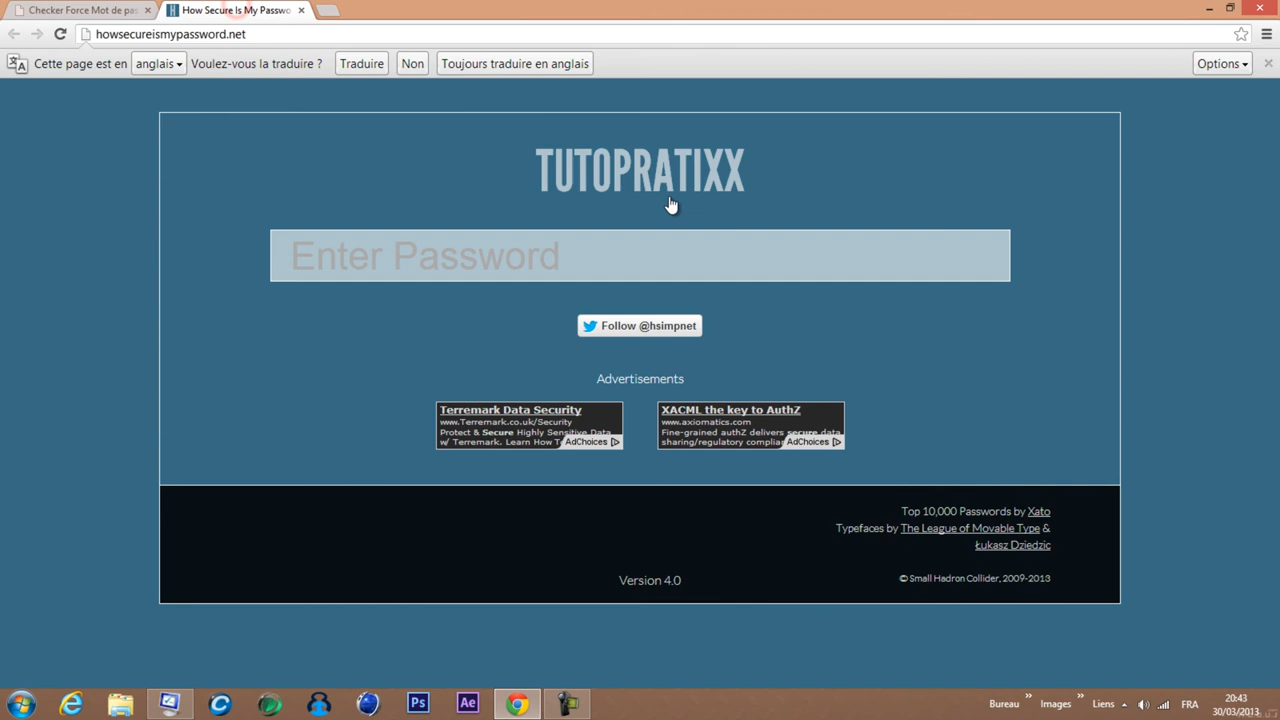 Checker Force Mot de pas
How Secure Is My Passwo
howsecureismypassword.net
Cette page est en anglais Voulez-vous la traduire ? Traduire Non Toujours traduire en anglais Options
TUTOPRATIXX
Enter Password
Follow @hsimpnet
Advertisements
Terremark Data Security
www.Terremark.co.uk/Security
Protect & Secure Highly Sensitive Data
w/ Terremark. Learn How
AdChoices
XACML the key to AuthZ
www.axiomatics.com
Fine-grained authZ delivers secure data
sharing/regulatory complian
AdChoices
Top 10,000 Passwords by Xato
Typefaces by The League of Movable Type &
Łukasz Dziedzic
Version 4.0
© Small Hadron Collider, 2009-2013
Ps
Ae
Bureau
Images
Liens
FRA
20:43
30/03/2013